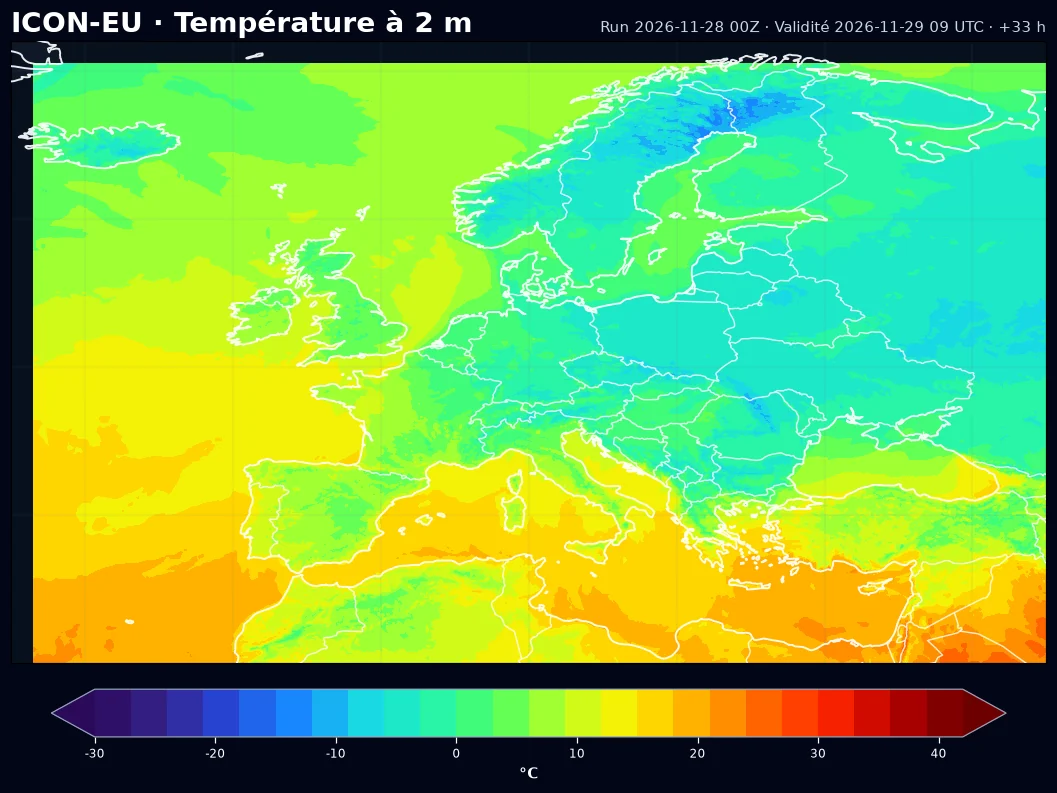 ICON-EU · Température à 2 m
Run 2026-11-28 00Z · Validité 2026-11-29 09 UTC · +33 h
-30 -20 -10 0 10 20 30 40
°C